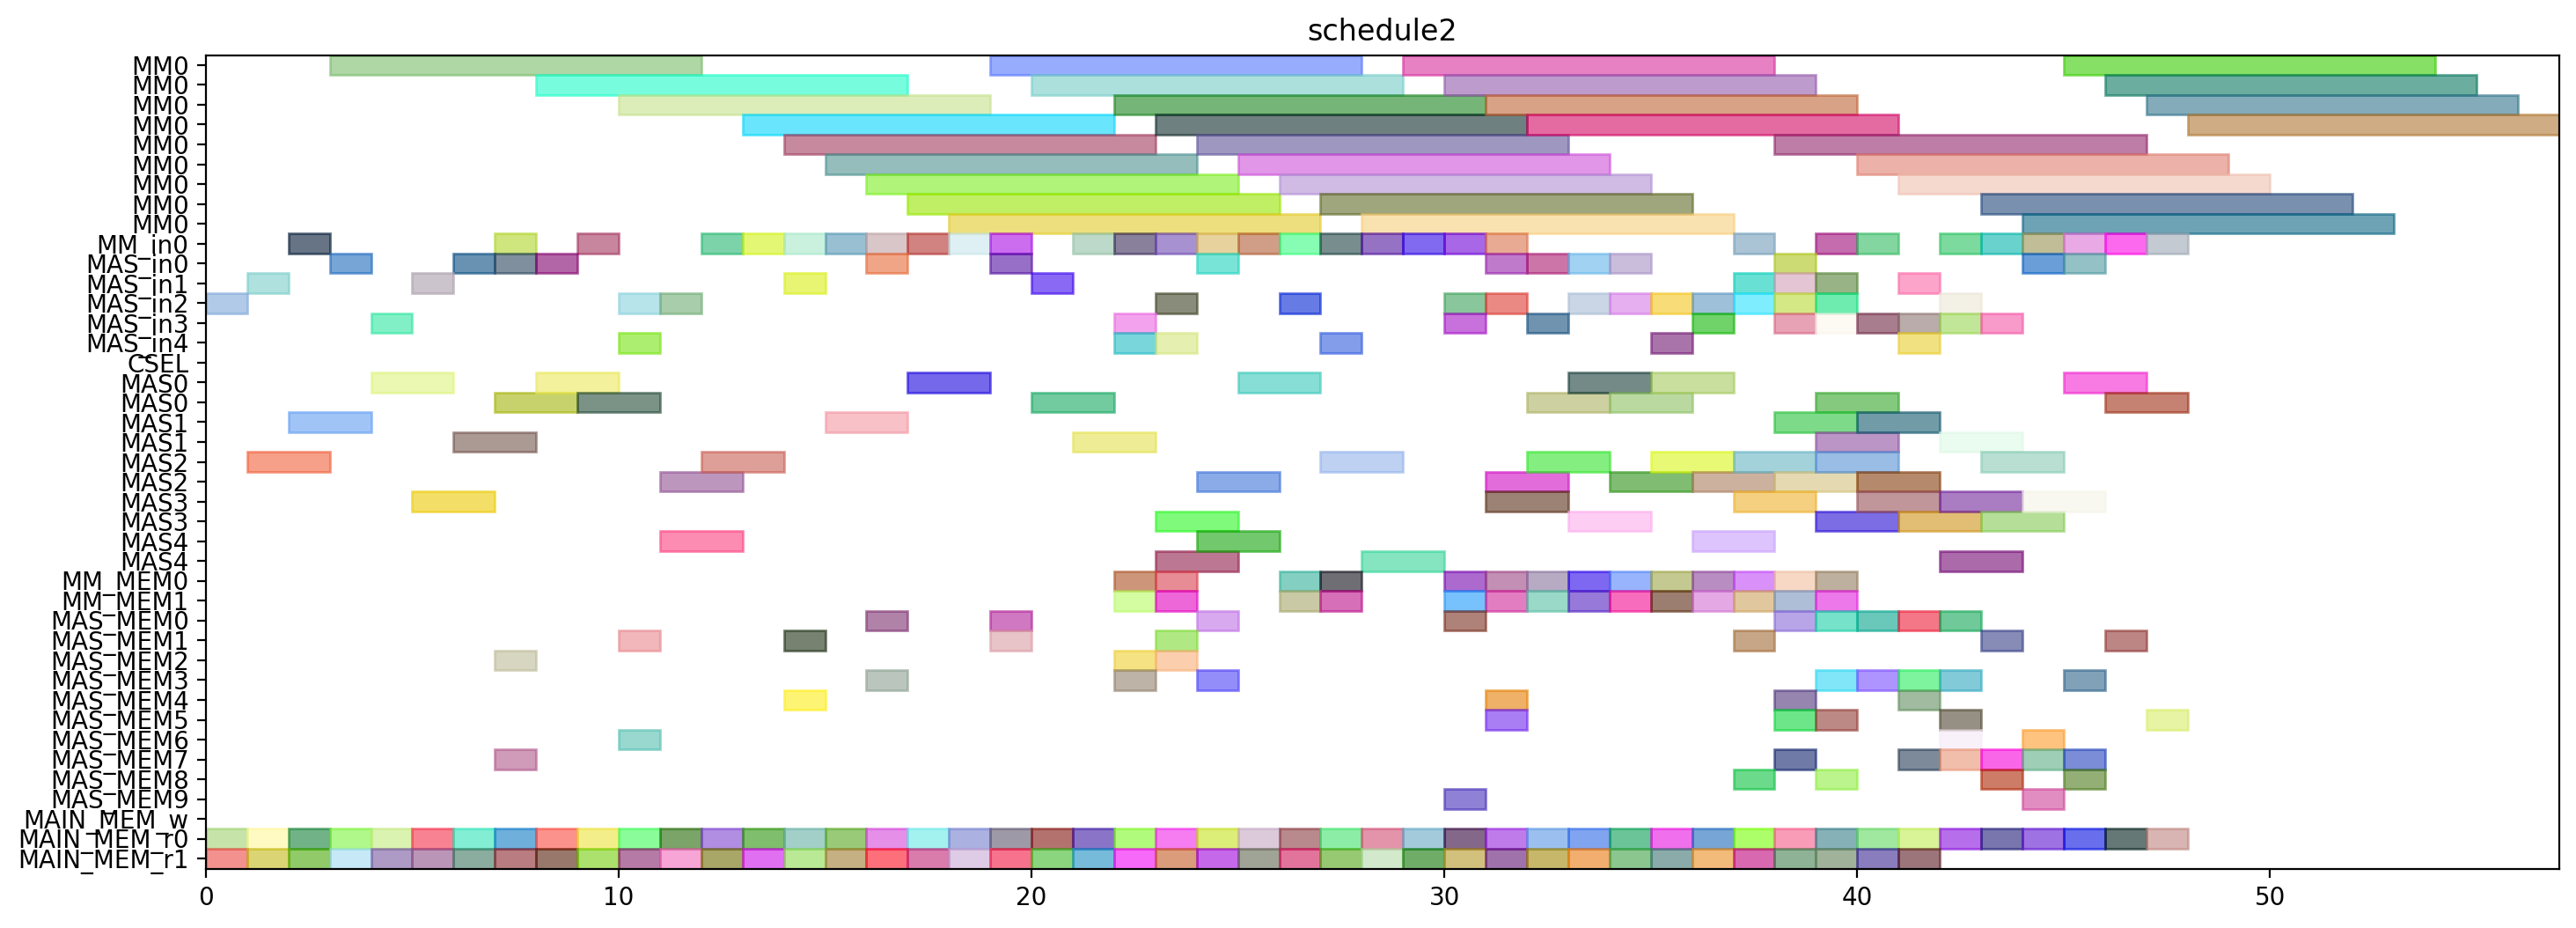 schedule2
MM0
MM0
MM0
MM0
MM0
MM0
MM0
MM0
MM0
MM_in0
MAS_in0
MAS_in1
MAS_in2
MAS_in3
MAS_in4
CSEL
MAS0
MAS0
MAS1
MAS1
MAS2
MAS2
MAS3
MAS3
MAS4
MAS4
MM_MEM0
MM_MEM1
MAS_MEM0
MAS_MEM1
MAS_MEM2
MAS_MEM3
MAS_MEM4
MAS_MEM5
MAS_MEM6
MAS_MEM7
MAS_MEM8
MAS_MEM9
MAIN_MEM_w
MAIN_MEM_r0
MAIN_MEM_r1
0 10 20 30 40 50